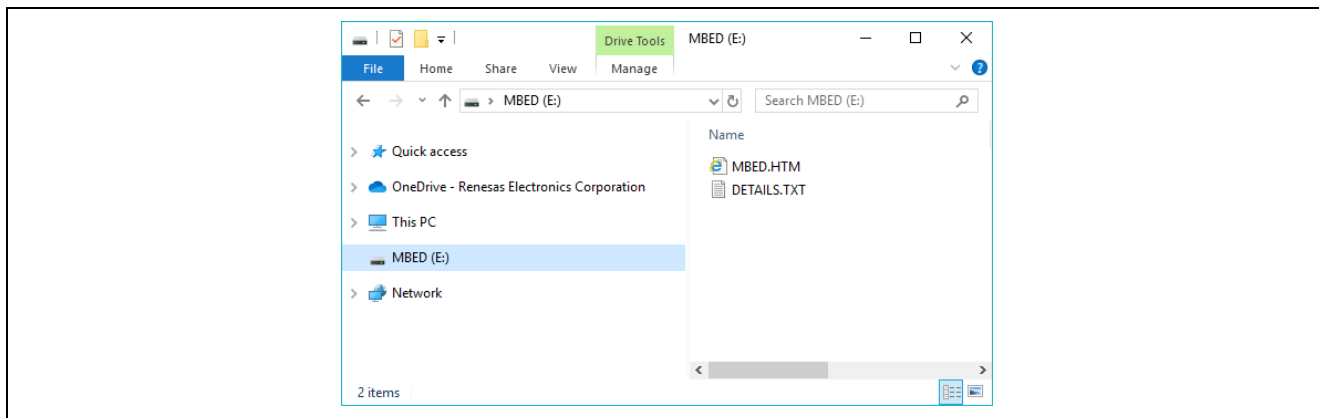 Drive Tools MBED (E:)
File Home Share View Manage
MBED (E:) Search MBED (E:)
Name
Quick access
MBED.HTM
OneDrive - Renesas Electronics Corporation
DETAILS.TXT
This PC
MBED (E:)
Network
2 items